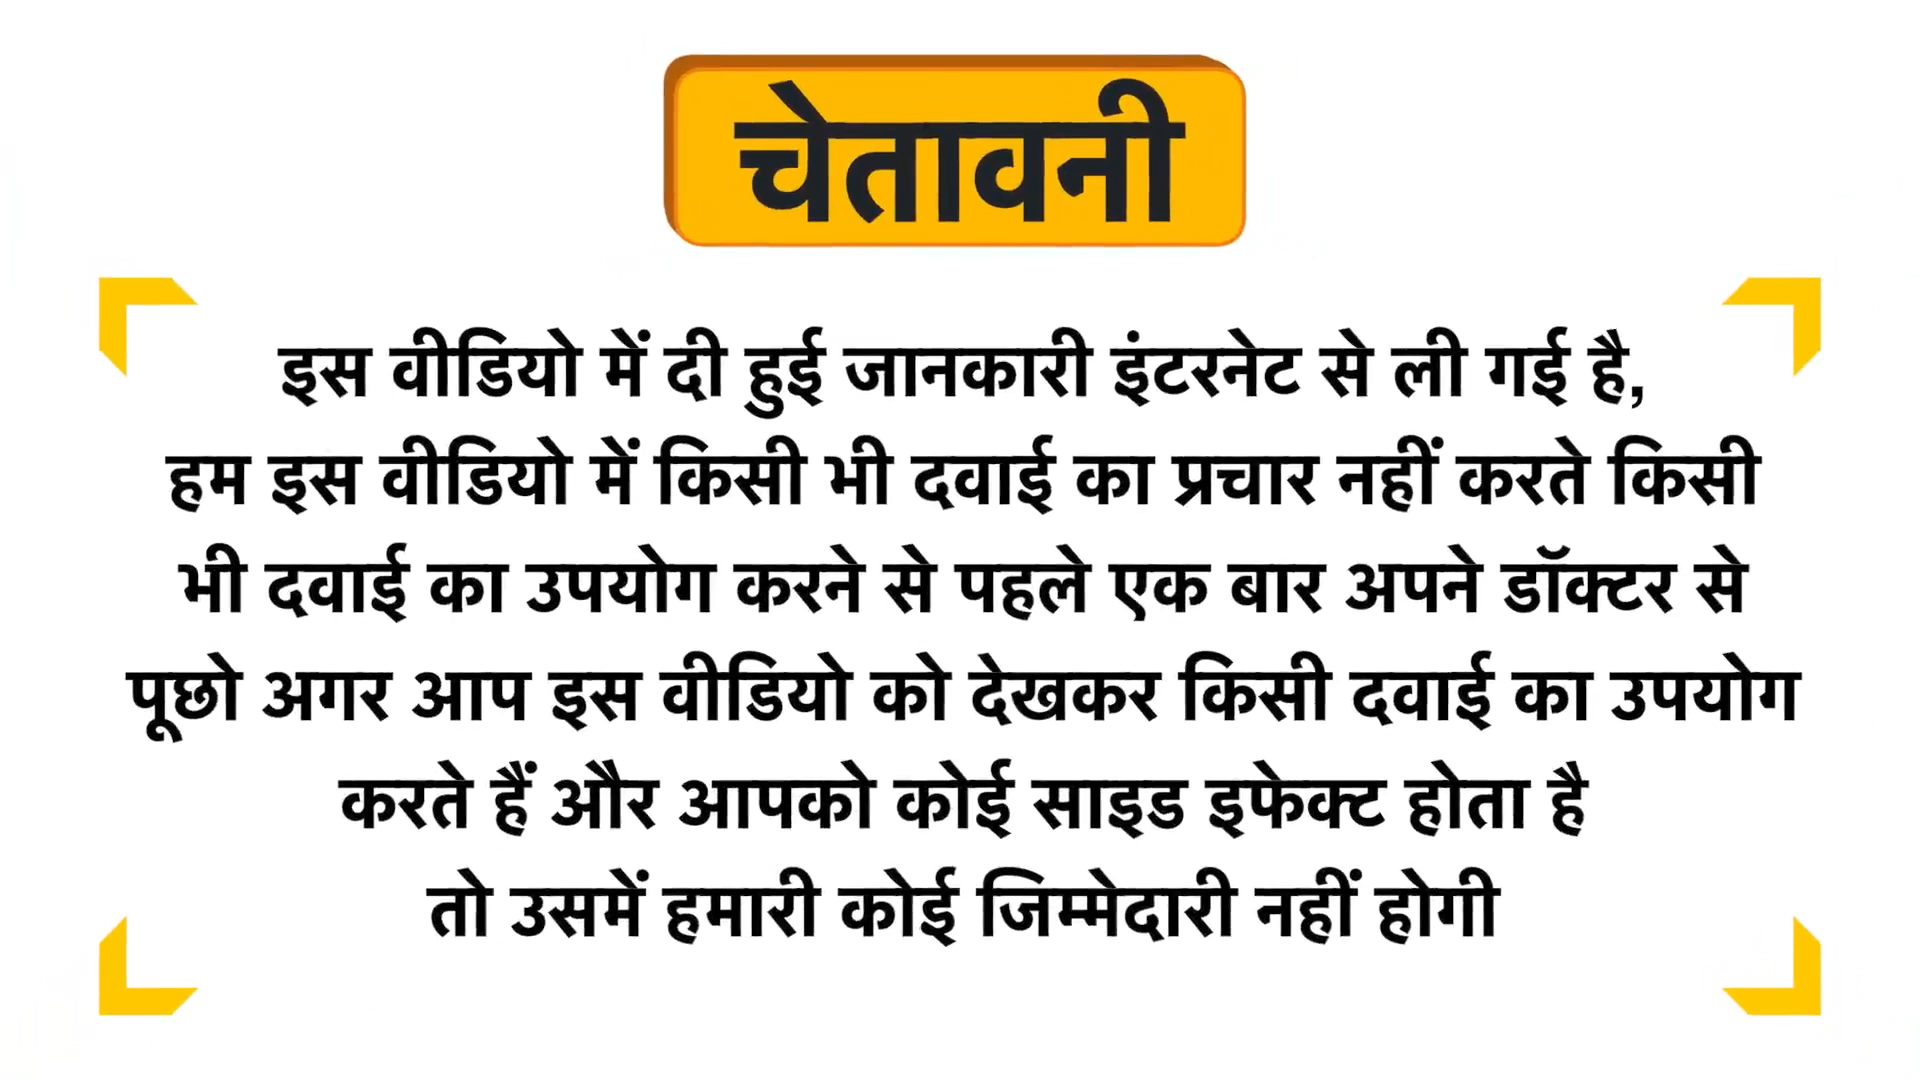 चेतावनी
इस वीडियो में दी हुई जानकारी इंटरनेट से ली गई है,
हम इस वीडियो में किसी भी दवाई का प्रचार नहीं करते किसी
भी दवाई का उपयोग करने से पहले एक बार अपने डॉक्टर से
पूछो अगर आप इस वीडियो को देखकर किसी दवाई का उपयोग
करते हैं और आपको कोई साइड इफेक्ट होता है
तो उसमें हमारी कोई जिम्मेदारी नहीं होगी